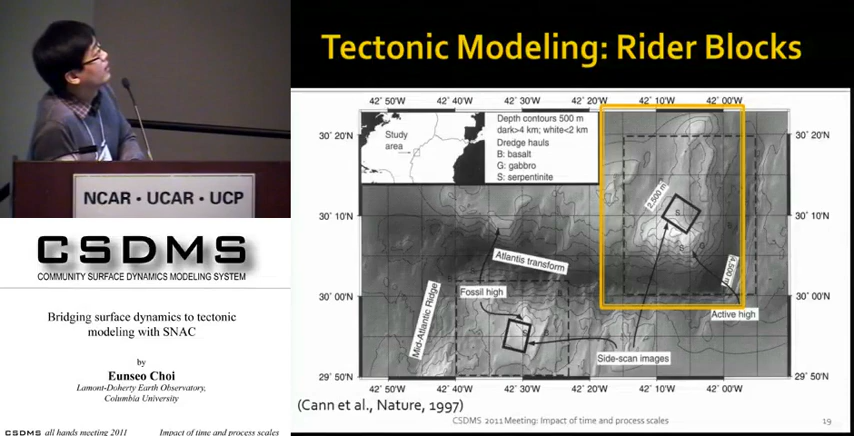 NCAR • UCAR • UCP
CSDMS
COMMUNITY SURFACE DYNAMICS MODELING SYSTEM
Bridging surface dynamics to tectonic
modeling with SNAC
by
Eunseo Choi
Lamont-Doherty Earth Observatory,
Columbia University
CSDMS all hands meeting 2011
Impact of time and process scales
Tectonic Modeling: Rider Blocks
42˚ 50'W
42˚ 40'W
42˚ 30'W
42˚ 20'W
42˚ 10'W
42˚ 00'W
Study
area
Depth contours 500 m
dark>4 km; white<2 km
Dredge hauls
B: basalt
G: gabbro
S: serpentinite
30˚ 20'N
30˚ 20'N
2,500 m
S
30˚ 10'N
30˚ 10'N
Atlantis transform
4,500 m
Fossil high
30˚ 00'N
30˚ 00'N
Active high
Mid-Atlantic Ridge
S
Side-scan images
29˚ 50'N
29˚ 50'N
42˚ 50'W
42˚ 40'W
42˚ 30'W
42˚ 20'W
42˚ 10'W
42˚ 00'W
(Cann et al., Nature, 1997)
CSDMS 2011 Meeting: Impact of time and process scales
19